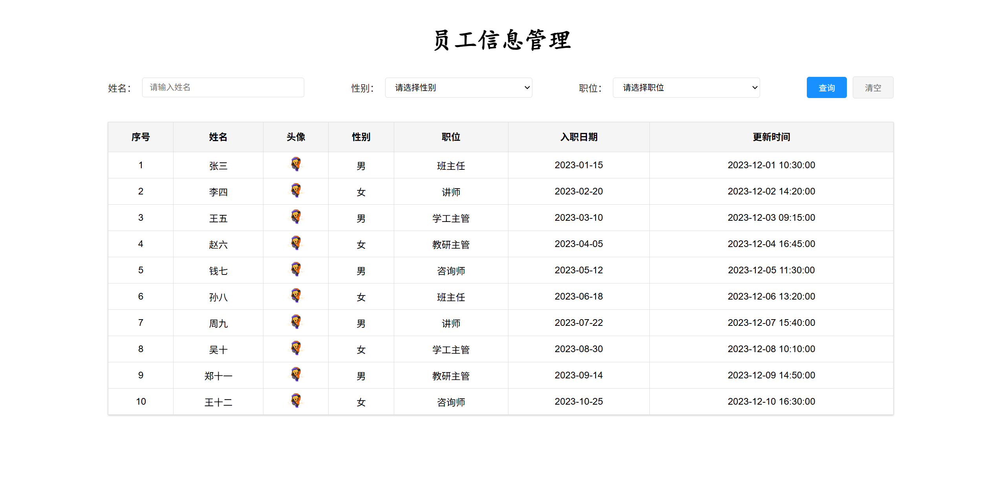 员工信息管理
姓名： 请输入姓名 性别： 请选择性别 职位： 请选择职位 查询 清空
序号 姓名 头像 性别 职位 入职日期 更新时间
1 张三 男 班主任 2023-01-15 2023-12-01 10:30:00
2 李四 女 讲师 2023-02-20 2023-12-02 14:20:00
3 王五 男 学工主管 2023-03-10 2023-12-03 09:15:00
4 赵六 女 教研主管 2023-04-05 2023-12-04 16:45:00
5 钱七 男 咨询师 2023-05-12 2023-12-05 11:30:00
6 孙八 女 班主任 2023-06-18 2023-12-06 13:20:00
7 周九 男 讲师 2023-07-22 2023-12-07 15:40:00
8 吴十 女 学工主管 2023-08-30 2023-12-08 10:10:00
9 郑十一 男 教研主管 2023-09-14 2023-12-09 14:50:00
10 王十二 女 咨询师 2023-10-25 2023-12-10 16:30:00